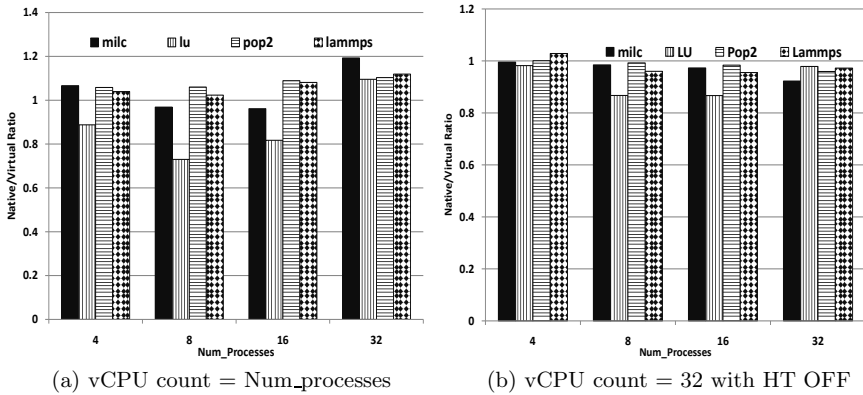 1.4
1.2
1
0.8
0.6
0.4
0.2
0
Native/Virtual Ratio
milc lu pop2 lammps
4 8 16 32
Num_Processes
(a) vCPU count = Num_processes
1.2
1
0.8
0.6
0.4
0.2
0
Native/Virtual Ratio
milc LU Pop2 Lammps
4 8 16 32
Num_Processes
(b) vCPU count = 32 with HT OFF